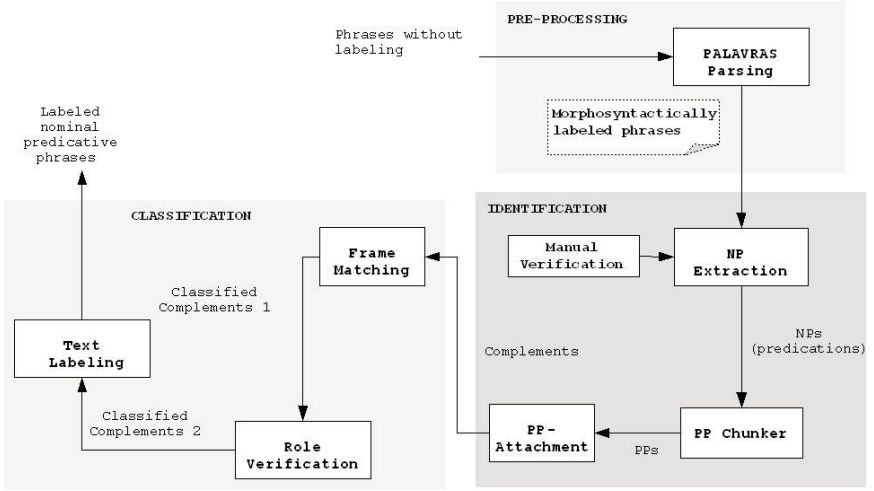 PRE-PROCESSING
Phrases without
labeling
PALAVRAS
Parsing
Morphosyntactically
labeled phrases
Labeled
nominal
predicative
phrases
IDENTIFICATION
Manual
Verification
NP
Extraction
NPs
(predications)
PP Chunker
PPs
PP-
Attachment
Complements
CLASSIFICATION
Frame
Matching
Classified
Complements 1
Role
Verification
Classified
Complements 2
Text
Labeling